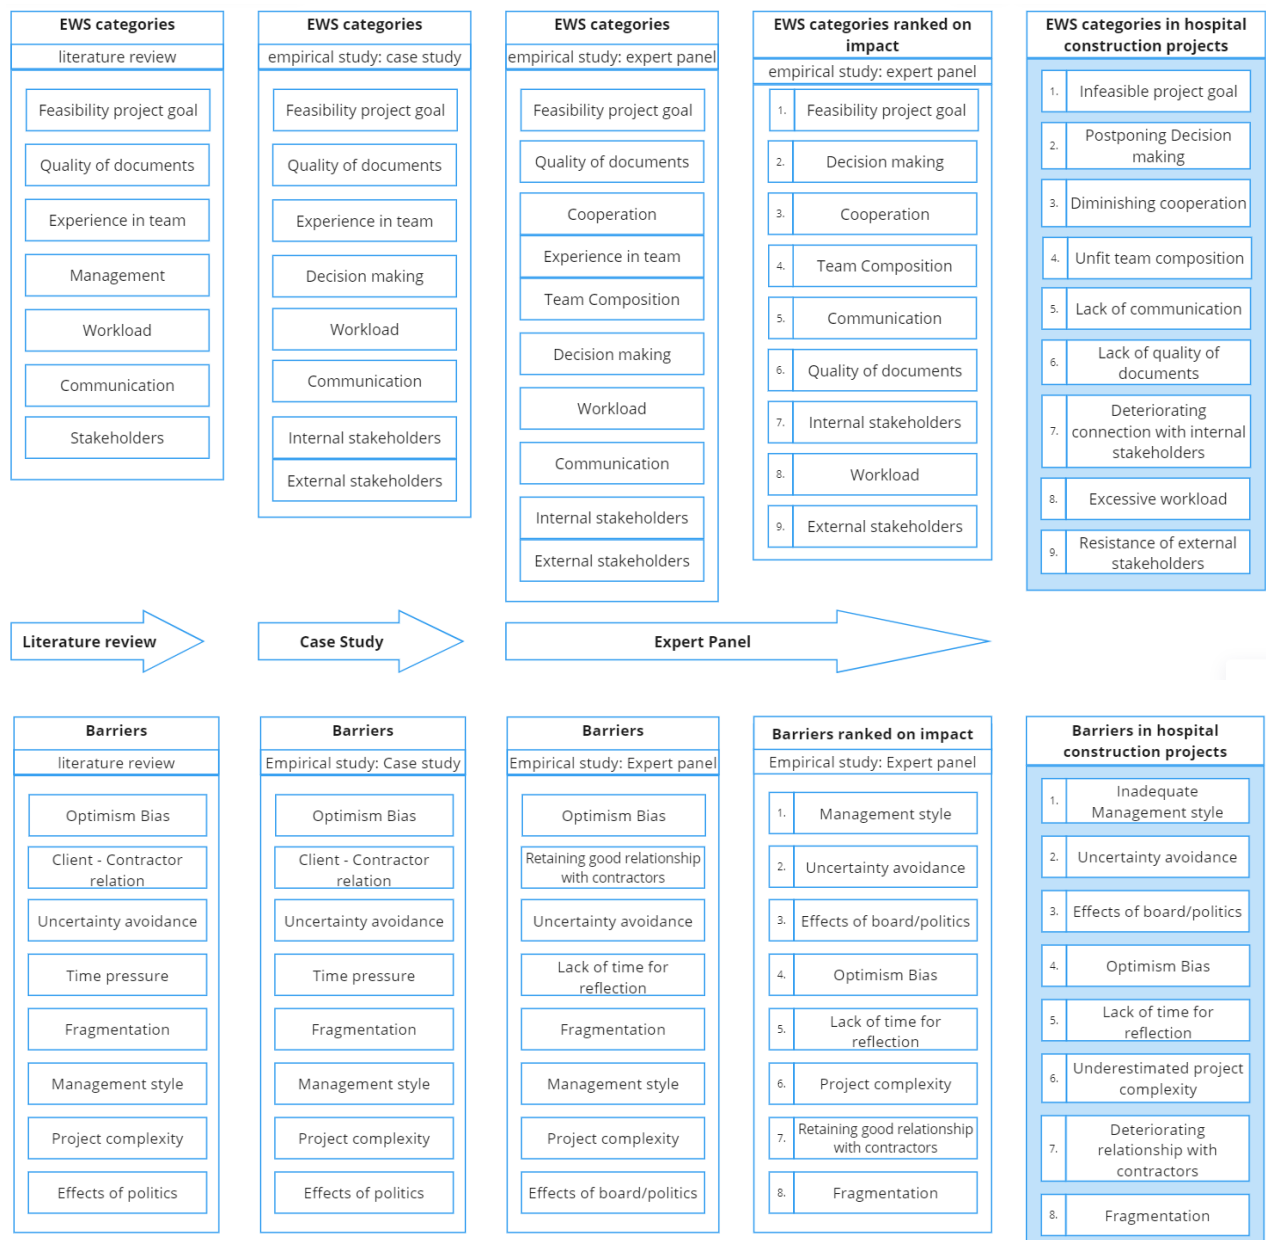 EWS categories
literature review
Feasibility project goal
Quality of documents
Experience in team
Management
Workload
Communication
Stakeholders
EWS categories
empirical study: case study
Feasibility project goal
Quality of documents
Experience in team
Decision making
Workload
Communication
Internal stakeholders
External stakeholders
EWS categories
empirical study: expert panel
Feasibility project goal
Quality of documents
Cooperation
Experience in team
Team Composition
Decision making
Workload
Communication
Internal stakeholders
External stakeholders
EWS categories ranked on
impact
empirical study: expert panel
1. Feasibility project goal
2. Decision making
3. Cooperation
4. Team Composition
5. Communication
6. Quality of documents
7. Internal stakeholders
8. Workload
9. External stakeholders
EWS categories in hospital
construction projects
1. Infeasible project goal
2. Postponing Decision
making
3. Diminishing cooperation
4. Unfit team composition
5. Lack of communication
6. Lack of quality of
documents
7. Deteriorating
connection with internal
stakeholders
8. Excessive workload
9. Resistance of external
stakeholders
Literature review
Case Study
Expert Panel
Barriers
literature review
Optimism Bias
Client - Contractor
relation
Uncertainty avoidance
Time pressure
Fragmentation
Management style
Project complexity
Effects of politics
Barriers
Empirical study: Case study
Optimism Bias
Client - Contractor
relation
Uncertainty avoidance
Time pressure
Fragmentation
Management style
Project complexity
Effects of politics
Barriers
Empirical study: Expert panel
Optimism Bias
Retaining good relationship
with contractors
Uncertainty avoidance
Lack of time for
reflection
Fragmentation
Management style
Project complexity
Effects of board/politics
Barriers ranked on impact
Empirical study: Expert panel
1. Management style
2. Uncertainty avoidance
3. Effects of board/politics
4. Optimism Bias
5. Lack of time for
reflection
6. Project complexity
7. Retaining good relationship
with contractors
8. Fragmentation
Barriers in hospital
construction projects
1. Inadequate
Management style
2. Uncertainty avoidance
3. Effects of board/politics
4. Optimism Bias
5. Lack of time for
reflection
6. Underestimated project
complexity
7. Deteriorating
relationship with
contractors
8. Fragmentation